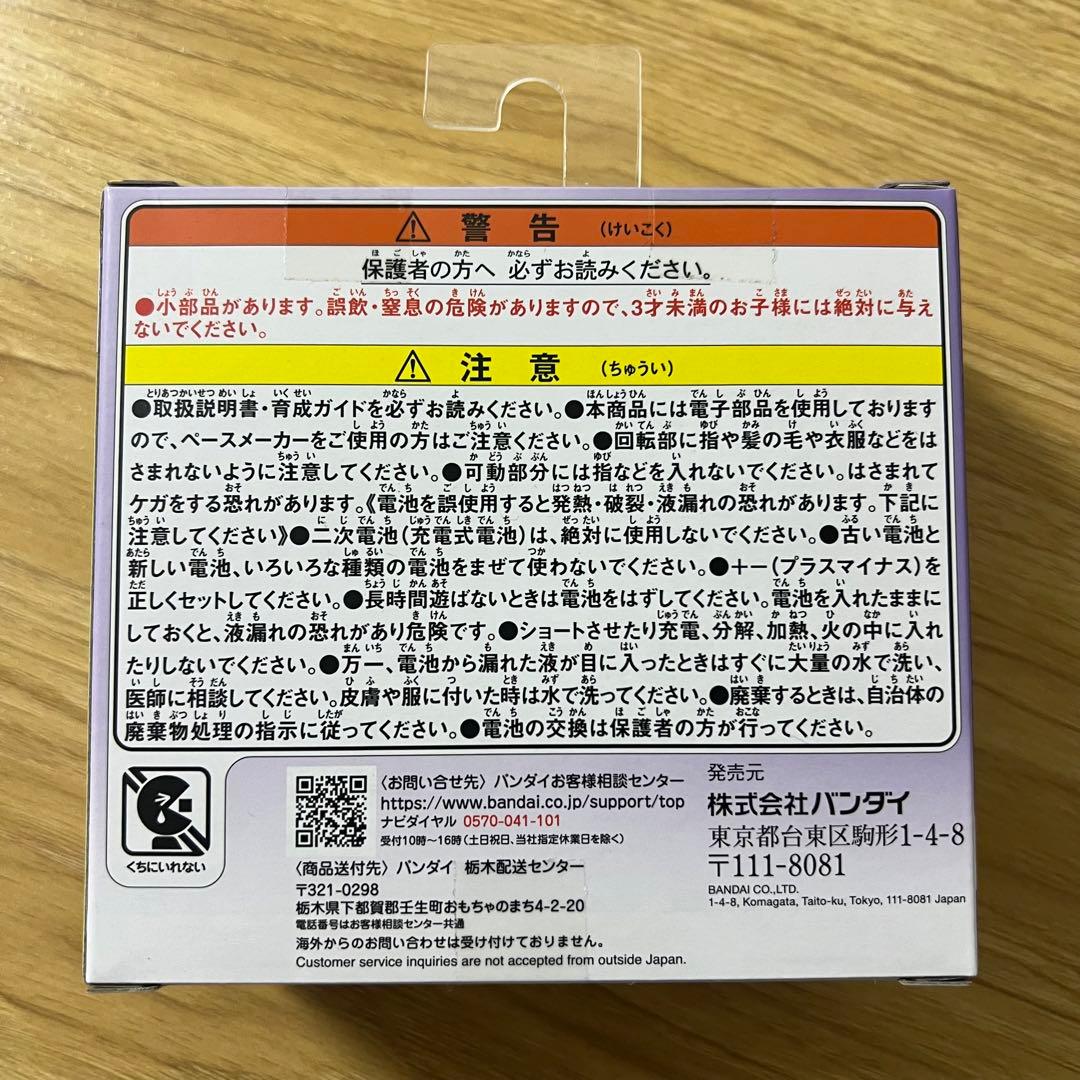 警告 (けいこく)
保護者の方へ 必ずお読みください。
●小部品があります。誤飲・窒息の危険がありますので、3才未満のお子様には絶対に与え
ないでください。
注意 (ちゅうい)
●取扱説明書・育成ガイドを必ずお読みください。●本商品には電子部品を使用しております
ので、ペースメーカーをご使用の方はご注意ください。●回転部に指や髪の毛や衣服などをは
さまれないように注意してください。●可動部分には指などを入れないでください。はさまれて
ケガをする恐れがあります。《電池を誤使用すると発熱・破裂・液漏れの恐れがあります。下記に
注意してください》●二次電池(充電式電池)は、絶対に使用しないでください。●古い電池と
新しい電池、いろいろな種類の電池をまぜて使わないでください。●+-(プラスマイナス)を
正しくセットしてください。●長時間遊ばないときは電池をはずしてください。電池を入れたままに
しておくと、液漏れの恐れがあり危険です。●ショートさせたり充電、分解、加熱、火の中に入れ
たりしないでください。●万一、電池から漏れた液が目に入ったときはすぐに大量の水で洗い、
医師に相談してください。皮膚や服に付いた時は水で洗ってください。●廃棄するときは、自治体の
廃棄物処理の指示に従ってください。●電池の交換は保護者の方が行ってください。
くちにいれない
〈お問い合せ先〉バンダイお客様相談センター
https://www.bandai.co.jp/support/top
ナビダイヤル 0570-041-101
受付10時〜16時(土日祝日、当社指定休業日を除く)
〈商品送付先〉バンダイ 栃木配送センター
〒321-0298
栃木県下都賀郡壬生町おもちゃのまち4-2-20
電話番号はお客様相談センター共通
海外からのお問い合わせは受け付けておりません。
Customer service inquiries are not accepted from outside Japan.
発売元
株式会社バンダイ
東京都台東区駒形1-4-8
〒111-8081
BANDAI CO.,LTD.
1-4-8, Komagata, Taito-ku, Tokyo, 111-8081 Japan